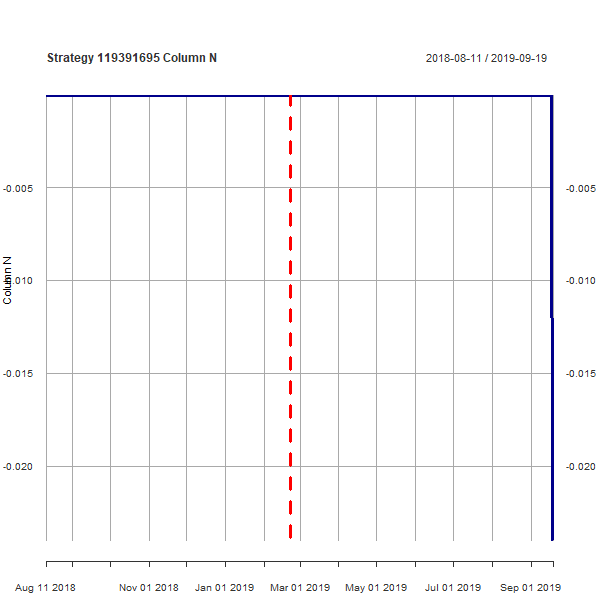 Strategy 119391695 Column N
2018-08-11 / 2019-09-19
-0.005
-0.005
Column N
-0.010
-0.010
-0.015
-0.015
-0.020
-0.020
Aug 11 2018
Nov 01 2018
Jan 01 2019
Mar 01 2019
May 01 2019
Jul 01 2019
Sep 01 2019